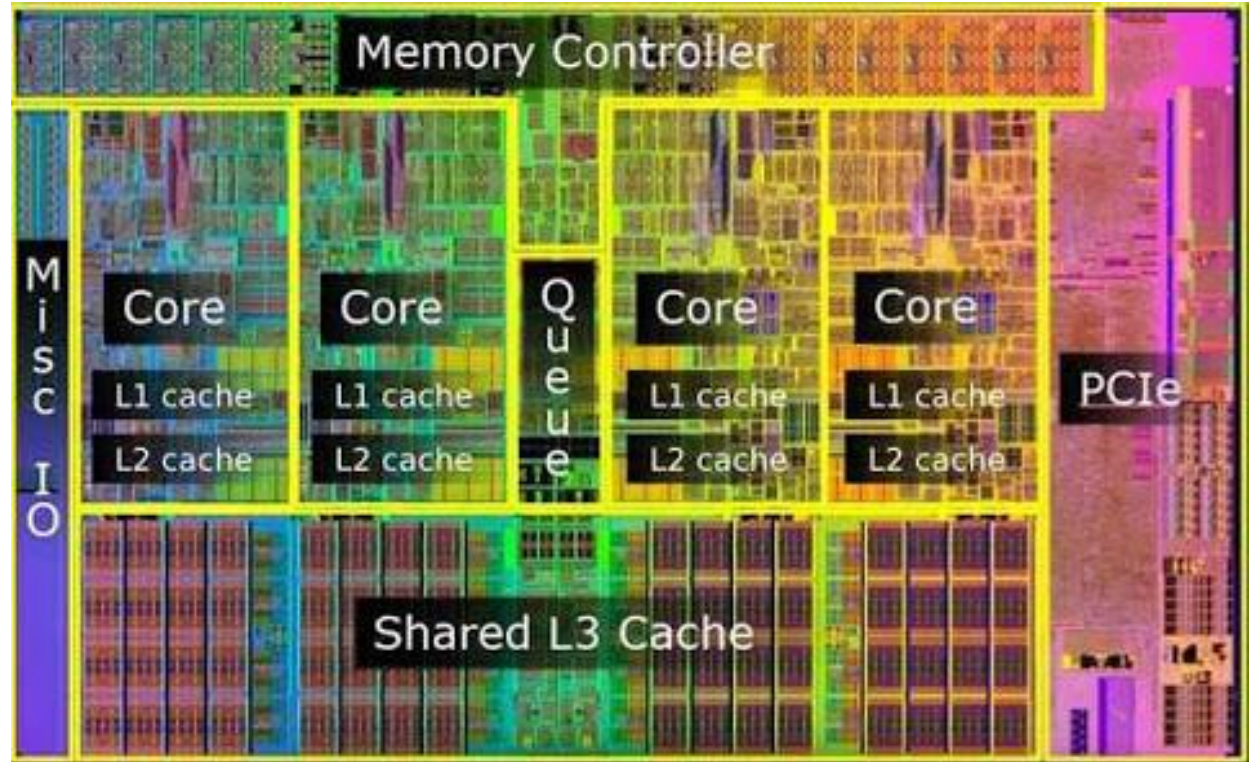 Memory Controller
Misc IO
Core
L1 cache
L2 cache
Core
L1 cache
L2 cache
Queue
Core
L1 cache
L2 cache
Core
L1 cache
L2 cache
PCIe
Shared L3 Cache